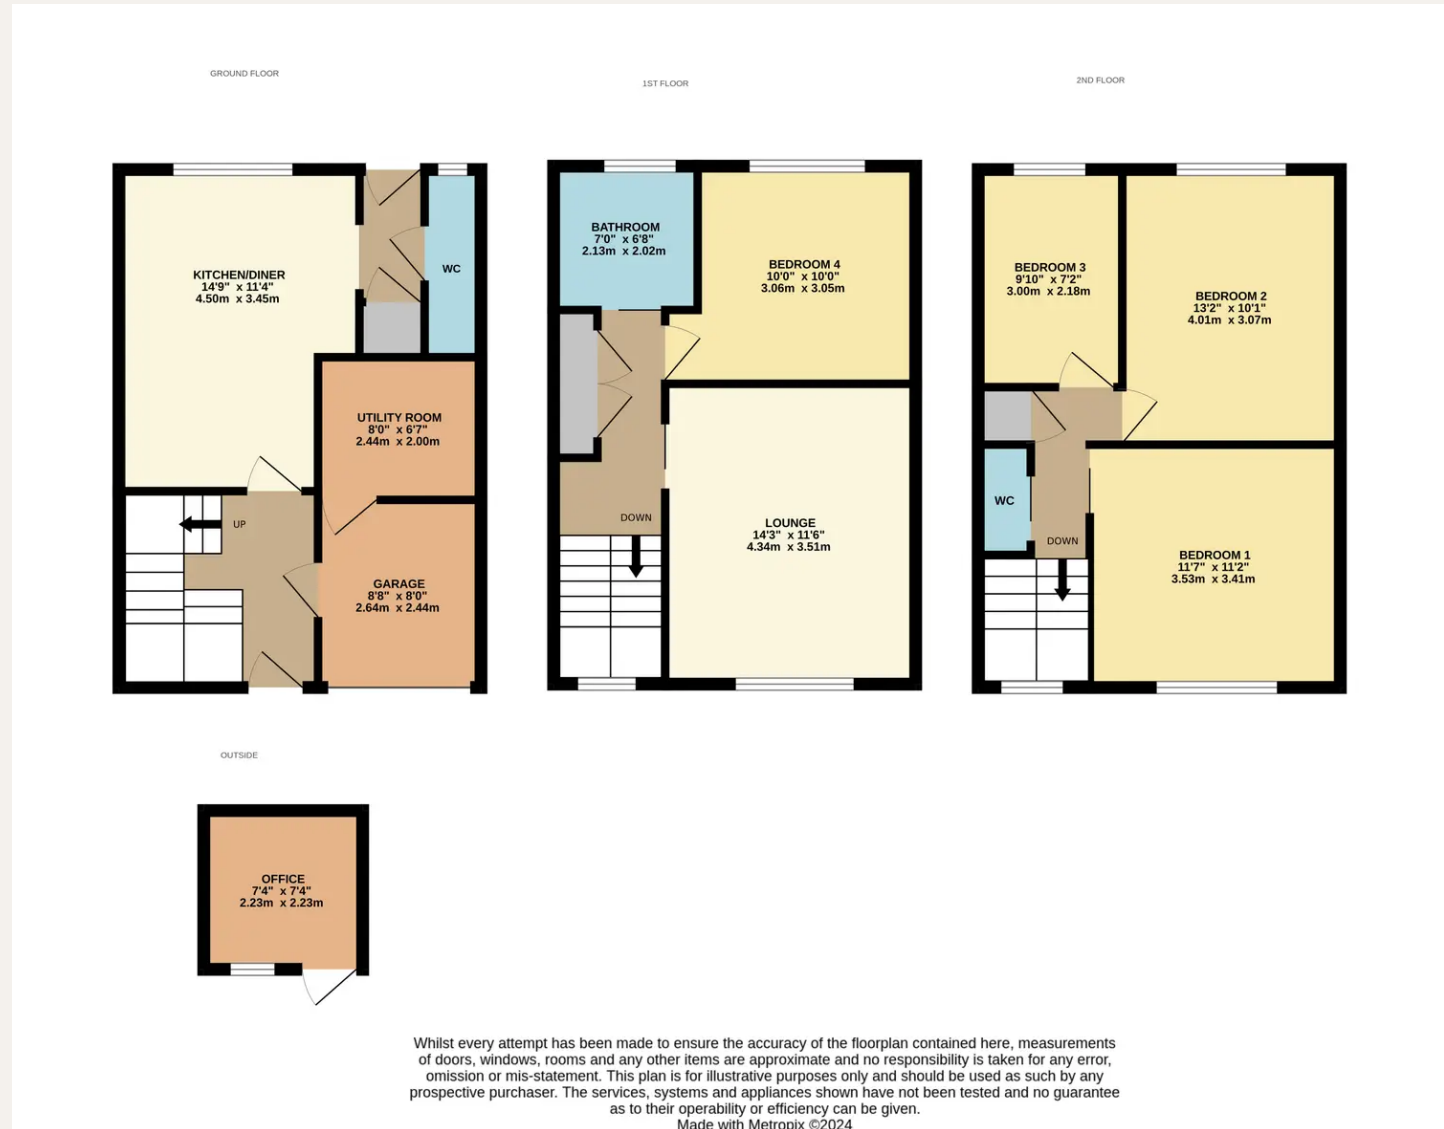 GROUND FLOOR
1ST FLOOR
2ND FLOOR
KITCHEN/DINER
14'9" x 11'4"
4.50m x 3.45m
WC
UTILITY ROOM
8'0" x 6'7"
2.44m x 2.00m
UP
GARAGE
8'8" x 8'0"
2.64m x 2.44m
BATHROOM
7'0" x 6'8"
2.13m x 2.02m
BEDROOM 4
10'0" x 10'0"
3.06m x 3.05m
DOWN
LOUNGE
14'3" x 11'6"
4.34m x 3.51m
BEDROOM 3
9'10" x 7'2"
3.00m x 2.18m
BEDROOM 2
13'2" x 10'1"
4.01m x 3.07m
WC
DOWN
BEDROOM 1
11'7" x 11'2"
3.53m x 3.41m
OUTSIDE
OFFICE
7'4" x 7'4"
2.23m x 2.23m
Whilst every attempt has been made to ensure the accuracy of the floorplan contained here, measurements
of doors, windows, rooms and any other items are approximate and no responsibility is taken for any error,
omission or mis-statement. This plan is for illustrative purposes only and should be used as such by any
prospective purchaser. The services, systems and appliances shown have not been tested and no guarantee
as to their operability or efficiency can be given.
Made with Metropix ©2024